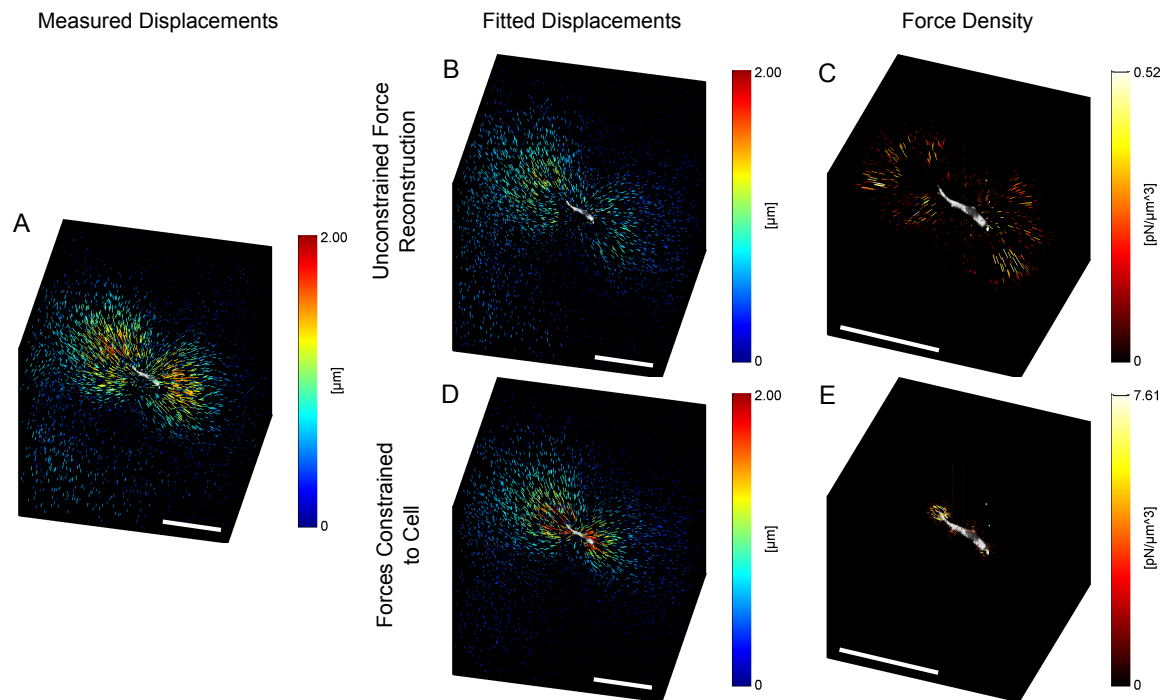 Measured Displacements
Fitted Displacements
Force Density
Unconstrained Force
Reconstruction
B
2.00
[µm]
0
C
0.52
[pN/µm^3]
0
A
2.00
[µm]
0
Forces Constrained
to Cell
D
2.00
[µm]
0
E
7.61
[pN/µm^3]
0